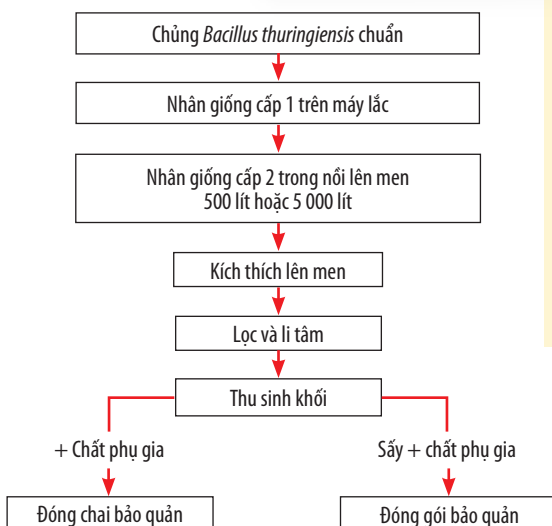 Chủng Bacillus thuringiensis chuẩn
Nhân giống cấp 1 trên máy lắc
Nhân giống cấp 2 trong nồi lên men
500 lít hoặc 5 000 lít
Kích thích lên men
Lọc và li tâm
Thu sinh khối
+ Chất phụ gia
Sấy + chất phụ gia
Đóng chai bảo quản
Đóng gói bảo quản